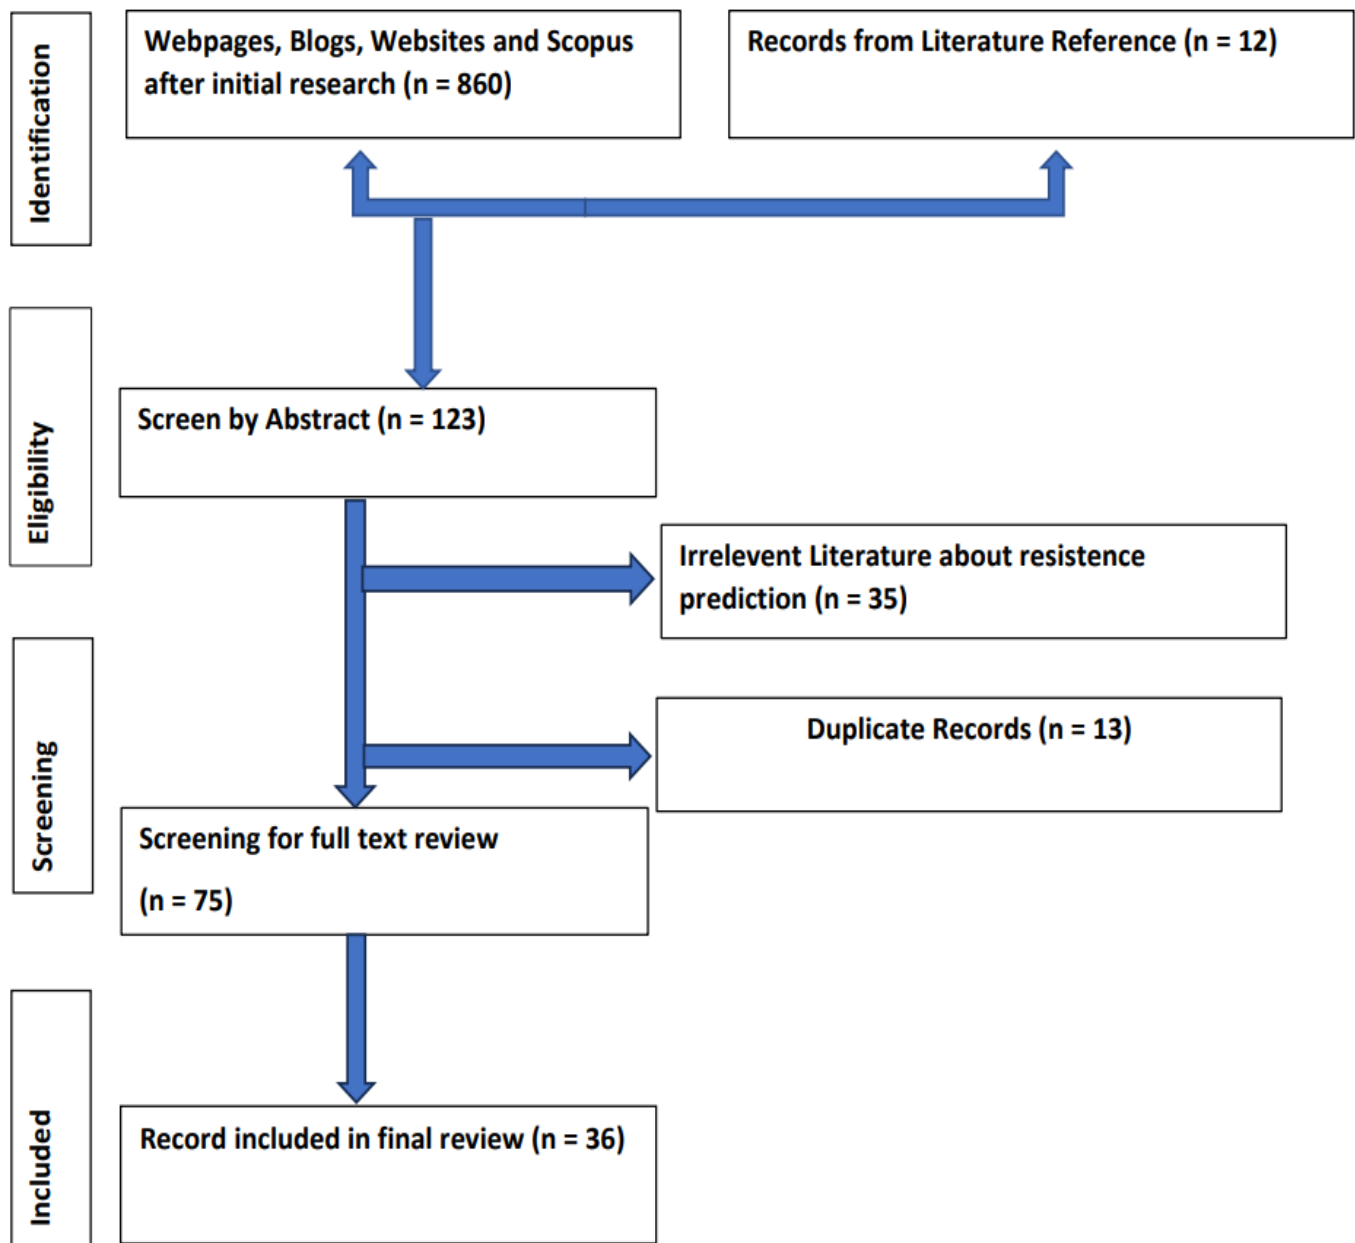 Identification
Webpages, Blogs, Websites and Scopus
after initial research (n = 860)
Records from Literature Reference (n = 12)
Eligibility
Screen by Abstract (n = 123)
Irrelevent Literature about resistence
prediction (n = 35)
Screening
Duplicate Records (n = 13)
Screening for full text review
(n = 75)
Included
Record included in final review (n = 36)